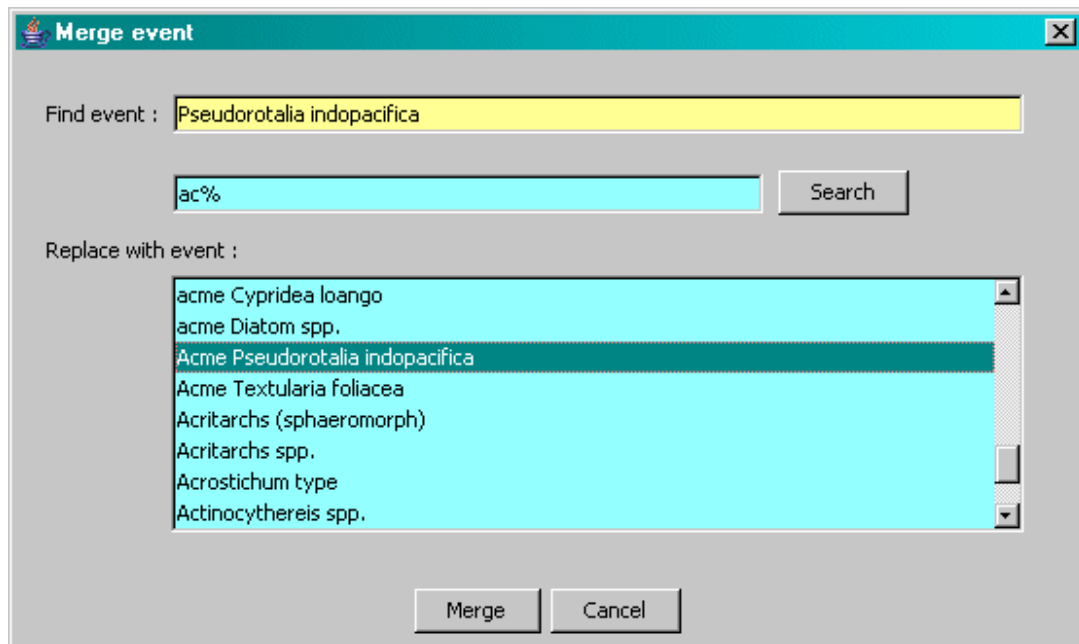 Merge event
Find event : Pseudorotalia indopacifica
ac% Search
Replace with event :
acme Cypridea loango
acme Diatom spp.
Acme Pseudorotalia indopacifica
Acme Textularia foliacea
Acritarchs (sphaeromorph)
Acritarchs spp.
Acrostichum type
Actinocythereis spp.
Merge Cancel